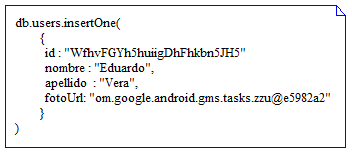 db.users.insertOne(
{
id : "WfhvFGYh5huiigDhFhkbn5JH5"
nombre : "Eduardo",
apellido : "Vera",
fotoUrl: "om.google.android.gms.tasks.zzu@e5982a2"
}
)